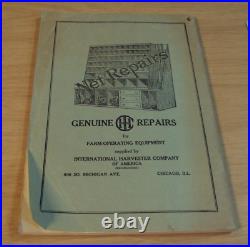 Net Repairs
GENUINE IHC REPAIRS
for
FARM-OPERATING EQUIPMENT
supplied by
INTERNATIONAL HARVESTER COMPANY
OF AMERICA
606 SO. MICHIGAN AVE. CHICAGO, ILL.